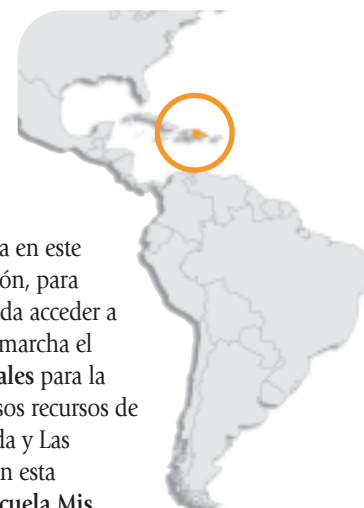 a en este
ón, para
da acceder a
marcha el
ales para la
sos recursos de
da y Las
n esta
cuela Mis